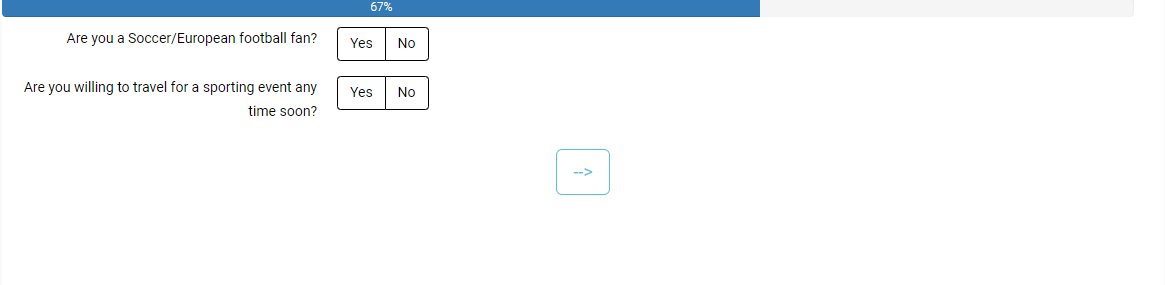 67%
Are you a Soccer/European football fan? Yes No
Are you willing to travel for a sporting event any Yes No
time soon?
-->